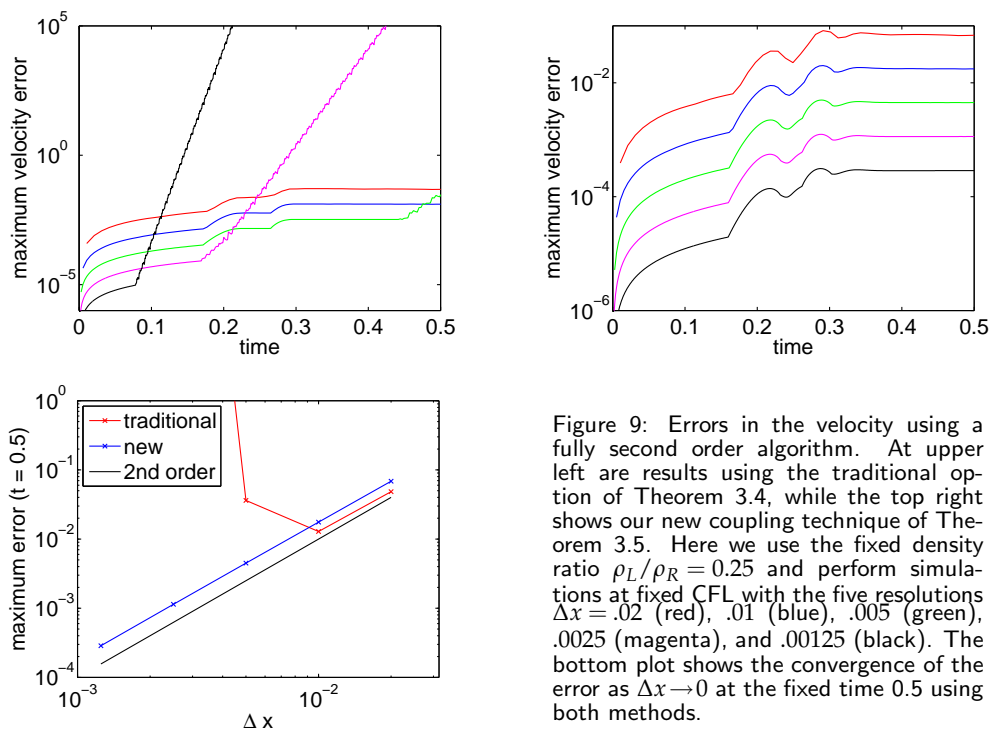 maximum velocity error
10^5
10^0
10^−5
0 0.1 0.2 0.3 0.4 0.5
time
maximum velocity error
10^−2
10^−4
10^−6
0 0.1 0.2 0.3 0.4 0.5
time
maximum error (t = 0.5)
10^0
10^−1
10^−2
10^−3
10^−4
traditional
new
2nd order
10^−3 10^−2
Δ x
Figure 9: Errors in the velocity using a
fully second order algorithm. At upper
left are results using the traditional op-
tion of Theorem 3.4, while the top right
shows our new coupling technique of The-
orem 3.5. Here we use the fixed density
ratio ρ_L/ρ_R = 0.25 and perform simula-
tions at fixed CFL with the five resolutions
Δx = .02 (red), .01 (blue), .005 (green),
.0025 (magenta), and .00125 (black). The
bottom plot shows the convergence of the
error as Δx→0 at the fixed time 0.5 using
both methods.